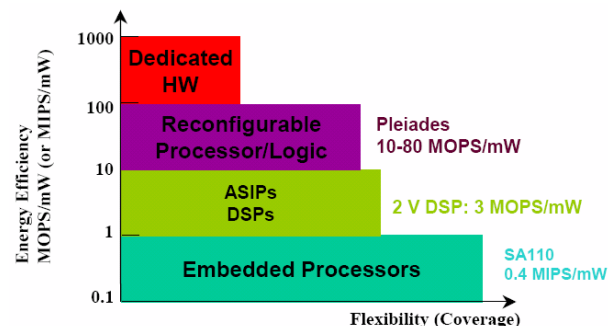 Energy Efficiency
MOPS/mW (or MIPS/mW)
1000
100
10
1
0.1
Dedicated
HW
Reconfigurable
Processor/Logic
Pleiades
10-80 MOPS/mW
ASIPs
DSPs
2 V DSP: 3 MOPS/mW
Embedded Processors
SA110
0.4 MIPS/mW
Flexibility (Coverage)